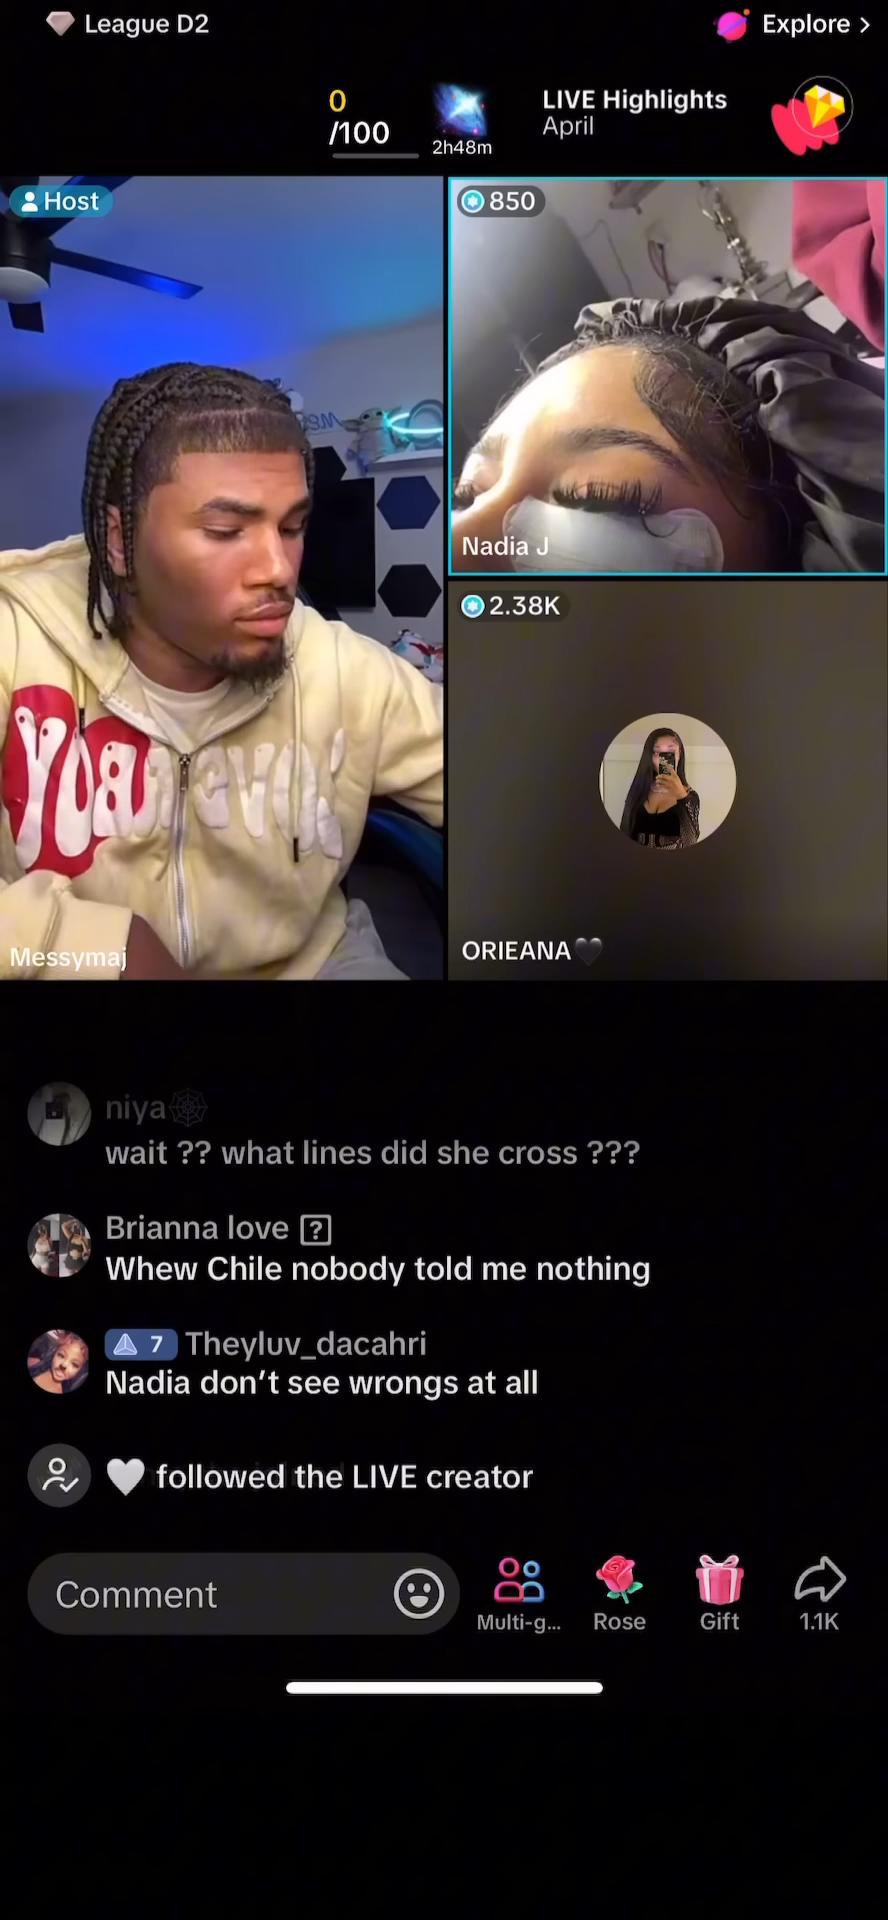 League D2
Explore >
0
/100
2h48m
LIVE Highlights
April
Host
850
Nadia J
Messymaj
2.38K
ORIEANA🖤
niya🕸️
wait ?? what lines did she cross ???
Brianna love ?
Whew Chile nobody told me nothing
7 Theyluv_dacahri
Nadia don’t see wrongs at all
🤍 followed the LIVE creator
Comment
Multi-g...
Rose
Gift
1.1K